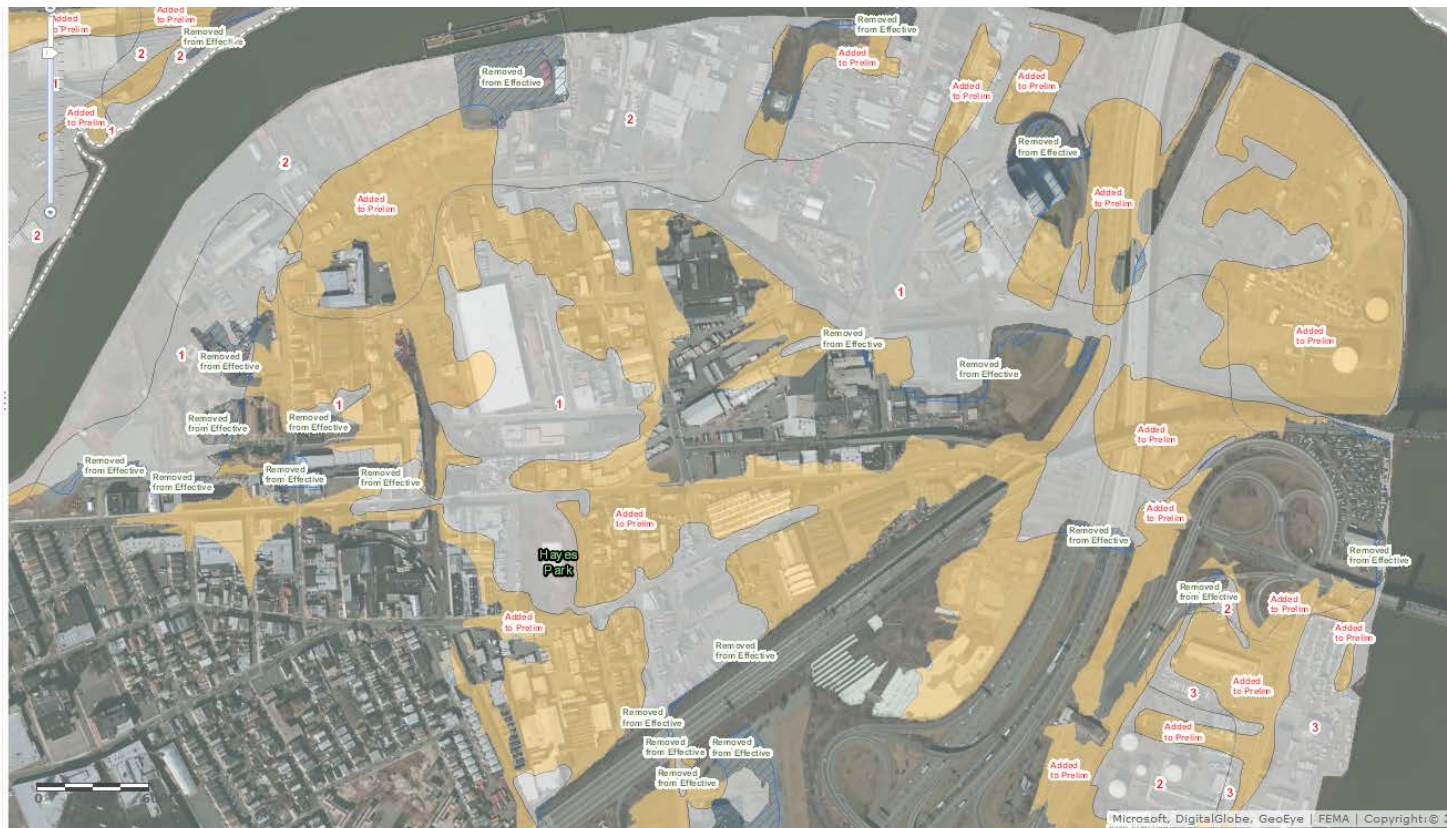 Added
to Prelim
2
Added
to Prelim
2
Removed
from Effective
Added
to Prelim
1
2
2
Removed
from Effective
2
Removed
from Effective
Added
to Prelim
Added
to Prelim
Added
to Prelim
Removed
from Effective
Added
to Prelim
Added
to Prelim
1
1
Removed
from Effective
Removed
from Effective
Removed
from Effective
Added
to Prelim
1
1
Removed
from Effective
Removed
from Effective
Removed
from Effective
Removed
from Effective
Removed
from Effective
Removed
from Effective
Added
to Prelim
Added
to Prelim
Added
to Prelim
Hayes
Park
Removed
from Effective
Removed
from Effective
Removed
from Effective
2
Added
to Prelim
Added
to Prelim
Added
to Prelim
Removed
from Effective
Added
to Prelim
3
Removed
from Effective
Added
to Prelim
3
Removed
from Effective
Removed
from Effective
Removed
from Effective
Added
to Prelim
2
3
0
Microsoft, DigitalGlobe, GeoEye | FEMA | Copyright:©